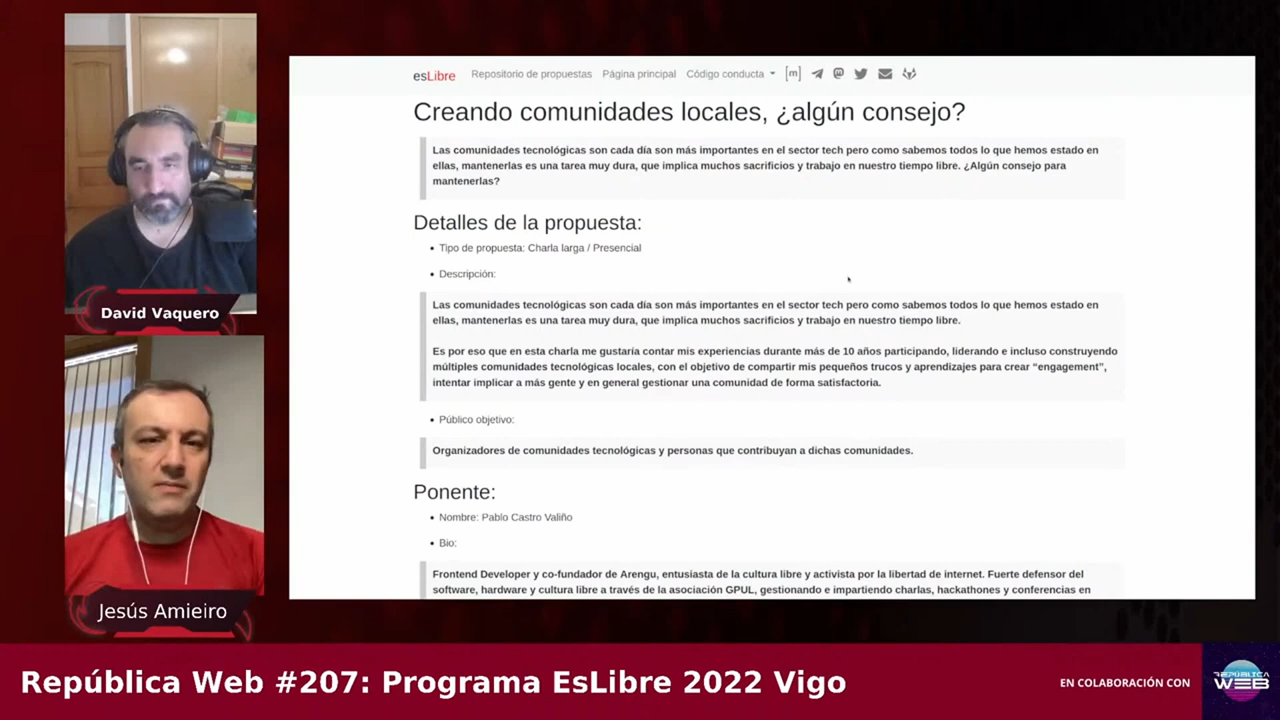 esLibre Repositorio de propuestas Página principal Código conducta [m]
Creando comunidades locales, ¿algún consejo?
Las comunidades tecnológicas son cada día son más importantes en el sector tech pero como sabemos todos lo que hemos estado en
ellas, mantenerlas es una tarea muy dura, que implica muchos sacrificios y trabajo en nuestro tiempo libre. ¿Algún consejo para
mantenerlas?
Detalles de la propuesta:
• Tipo de propuesta: Charla larga / Presencial
• Descripción:
Las comunidades tecnológicas son cada día son más importantes en el sector tech pero como sabemos todos lo que hemos estado en
ellas, mantenerlas es una tarea muy dura, que implica muchos sacrificios y trabajo en nuestro tiempo libre.
Es por eso que en esta charla me gustaría contar mis experiencias durante más de 10 años participando, liderando e incluso construyendo
múltiples comunidades tecnológicas locales, con el objetivo de compartir mis pequeños trucos y aprendizajes para crear “engagement”,
intentar implicar a más gente y en general gestionar una comunidad de forma satisfactoria.
• Público objetivo:
Organizadores de comunidades tecnológicas y personas que contribuyan a dichas comunidades.
Ponente:
• Nombre: Pablo Castro Valiño
• Bio:
Frontend Developer y co-fundador de Arengu, entusiasta de la cultura libre y activista por la libertad de internet. Fuerte defensor del
software, hardware y cultura libre a través de la asociación GPUL, gestionando e impartiendo charlas, hackathones y conferencias en
David Vaquero
Jesús Amieiro
República Web #207: Programa EsLibre 2022 Vigo
EN COLABORACIÓN CON
REPÚBLICA
WEB